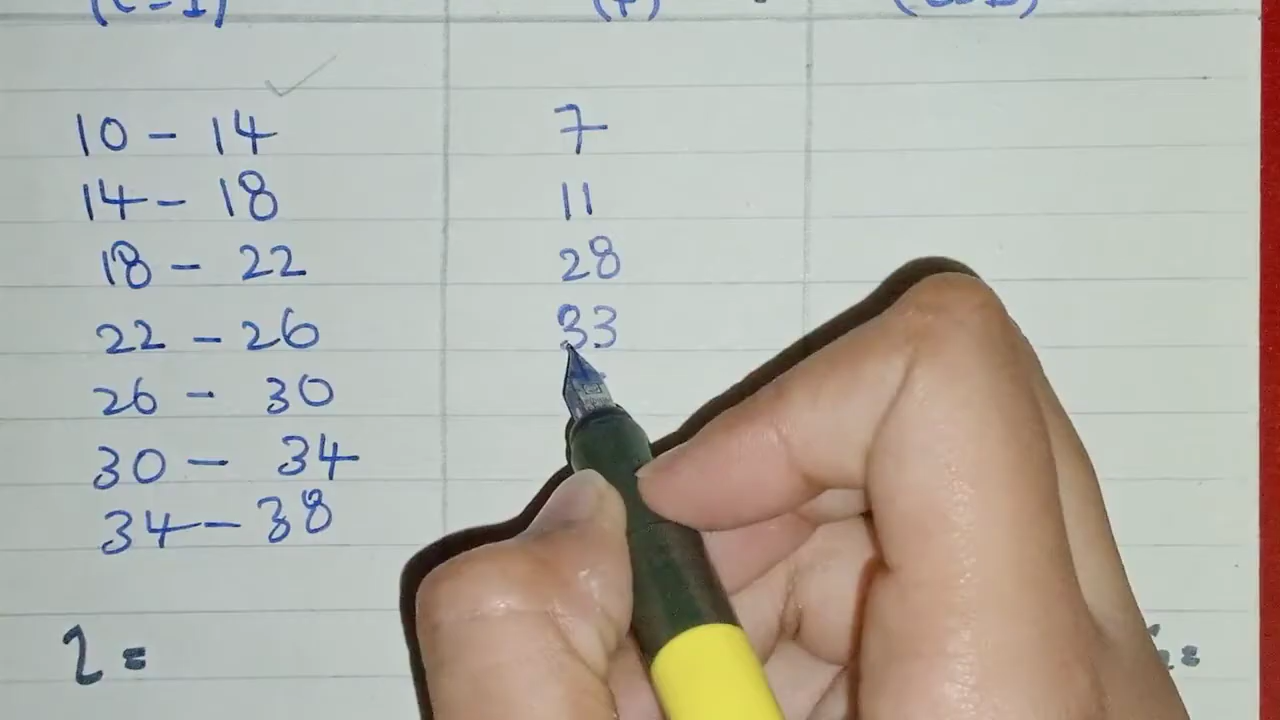 10 - 14 7
14 - 18 11
18 - 22 28
22 - 26 33
26 - 30
30 - 34
34 - 38
l =